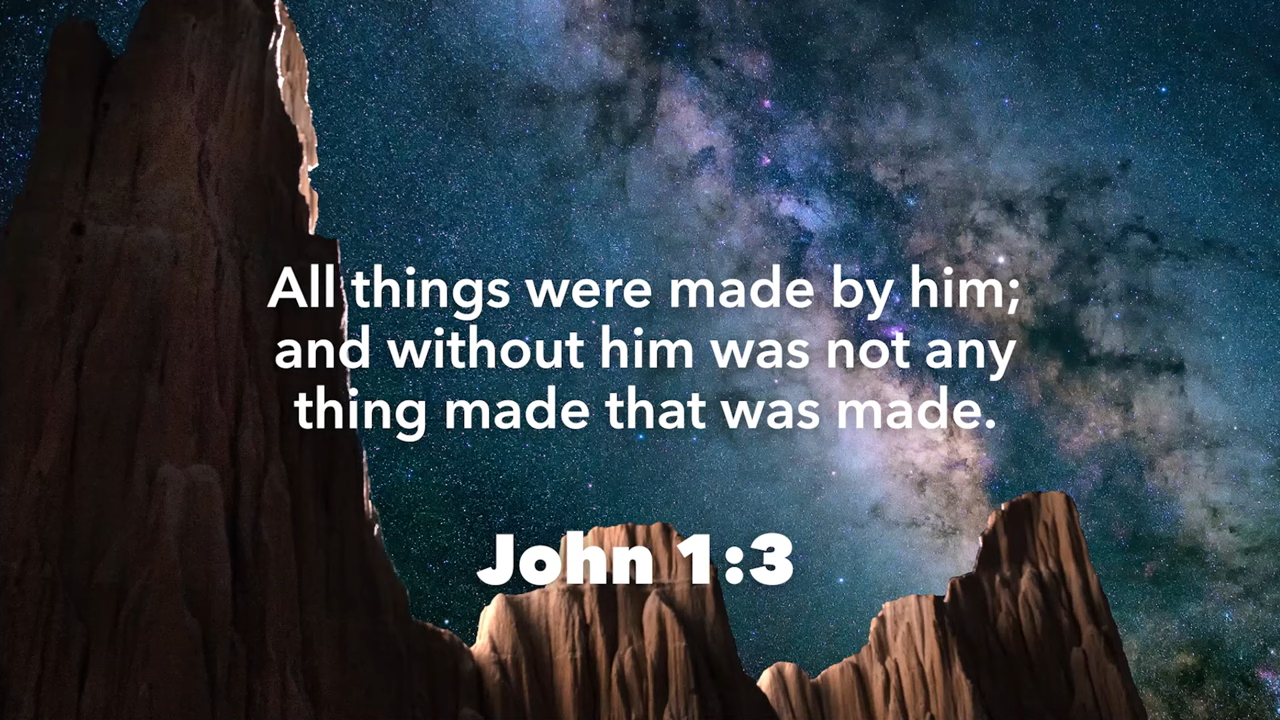 All things were made by him;
and without him was not any
thing made that was made.
John 1:3